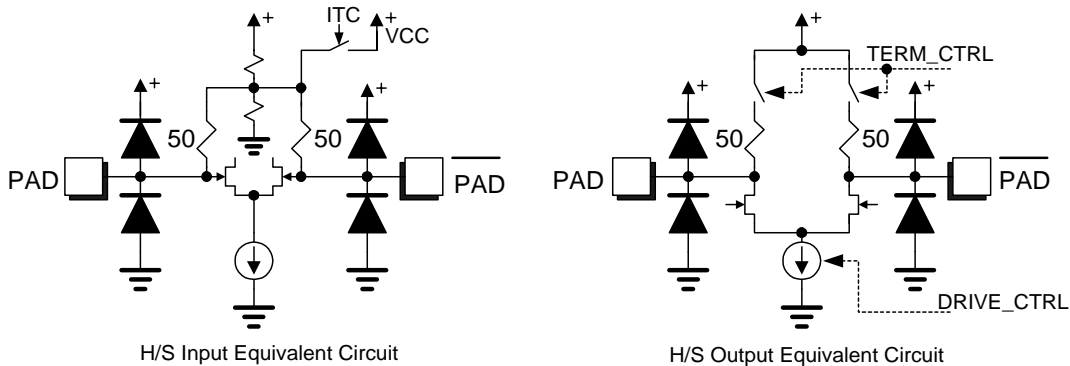 ITC
+
+
VCC
TERM_CTRL
+
+
+
+
+
50
50
50
50
PAD
PAD
PAD
PAD
DRIVE_CTRL
H/S Input Equivalent Circuit
H/S Output Equivalent Circuit